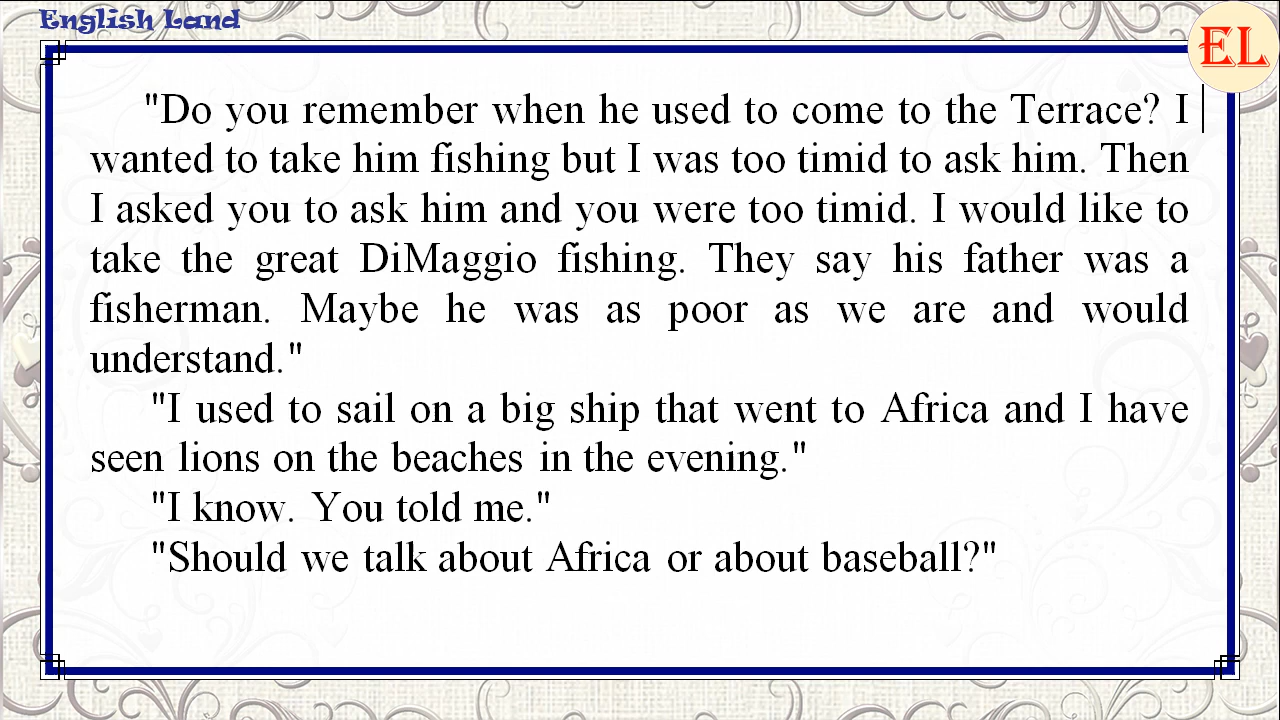 English Land
EL
"Do you remember when he used to come to the Terrace? I
wanted to take him fishing but I was too timid to ask him. Then
I asked you to ask him and you were too timid. I would like to
take the great DiMaggio fishing. They say his father was a
fisherman. Maybe he was as poor as we are and would
understand."
"I used to sail on a big ship that went to Africa and I have
seen lions on the beaches in the evening."
"I know. You told me."
"Should we talk about Africa or about baseball?"